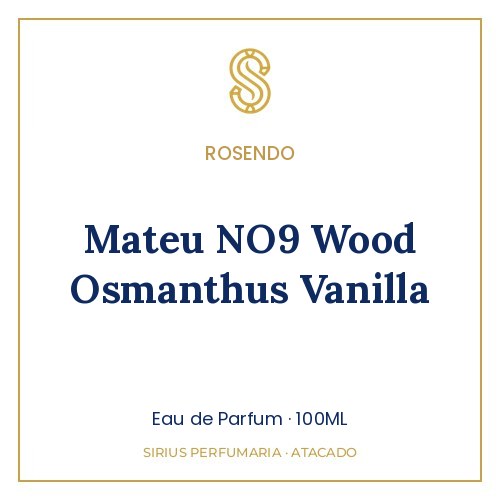 ROSENDO
Mateu NO9 Wood
Osmanthus Vanilla
Eau de Parfum · 100ML
SIRIUS PERFUMARIA · ATACADO